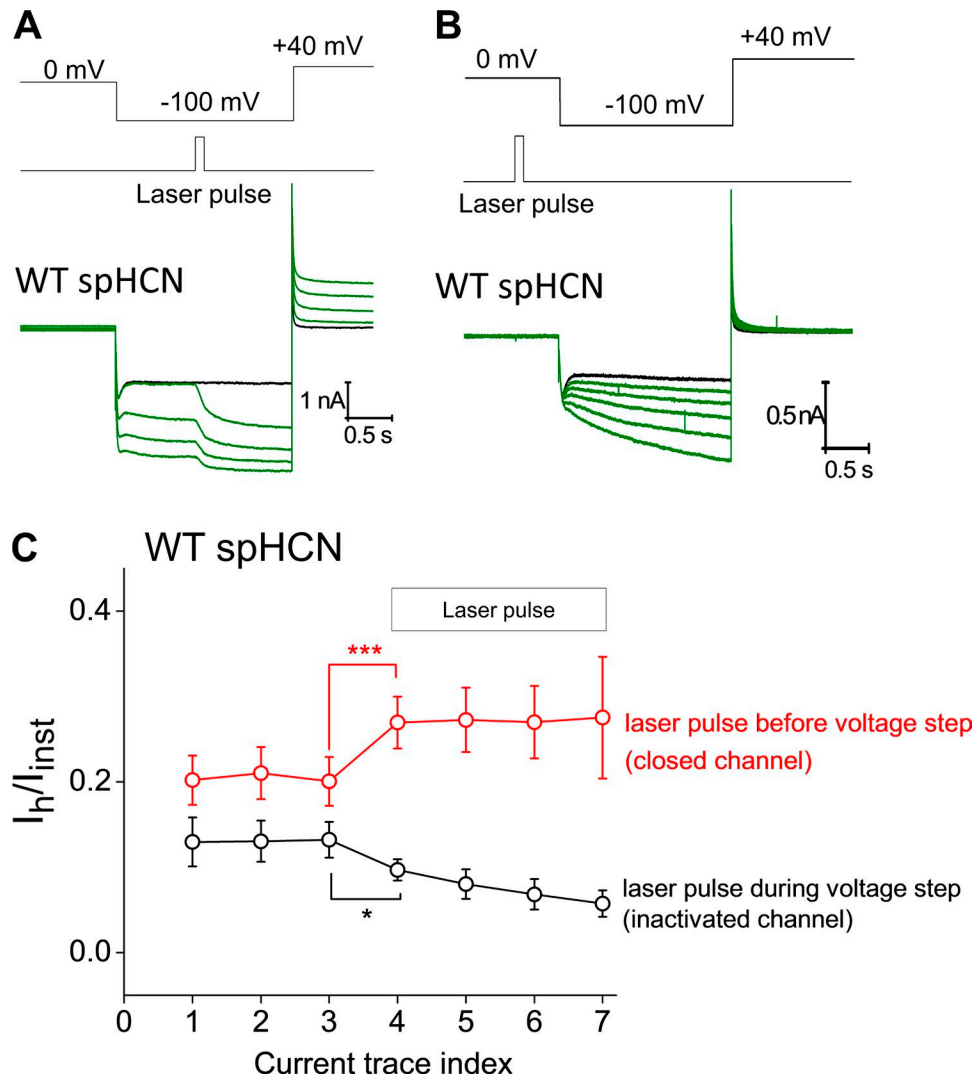 A
+40 mV
0 mV
-100 mV
Laser pulse
WT spHCN
1 nA
0.5 s
B
+40 mV
0 mV
-100 mV
Laser pulse
WT spHCN
0.5nA
0.5 s
C
WT spHCN
0.4
0.2
0.0
Ih/Iinst
Laser pulse
***
*
laser pulse before voltage step
(closed channel)
laser pulse during voltage step
(inactivated channel)
0 1 2 3 4 5 6 7
Current trace index